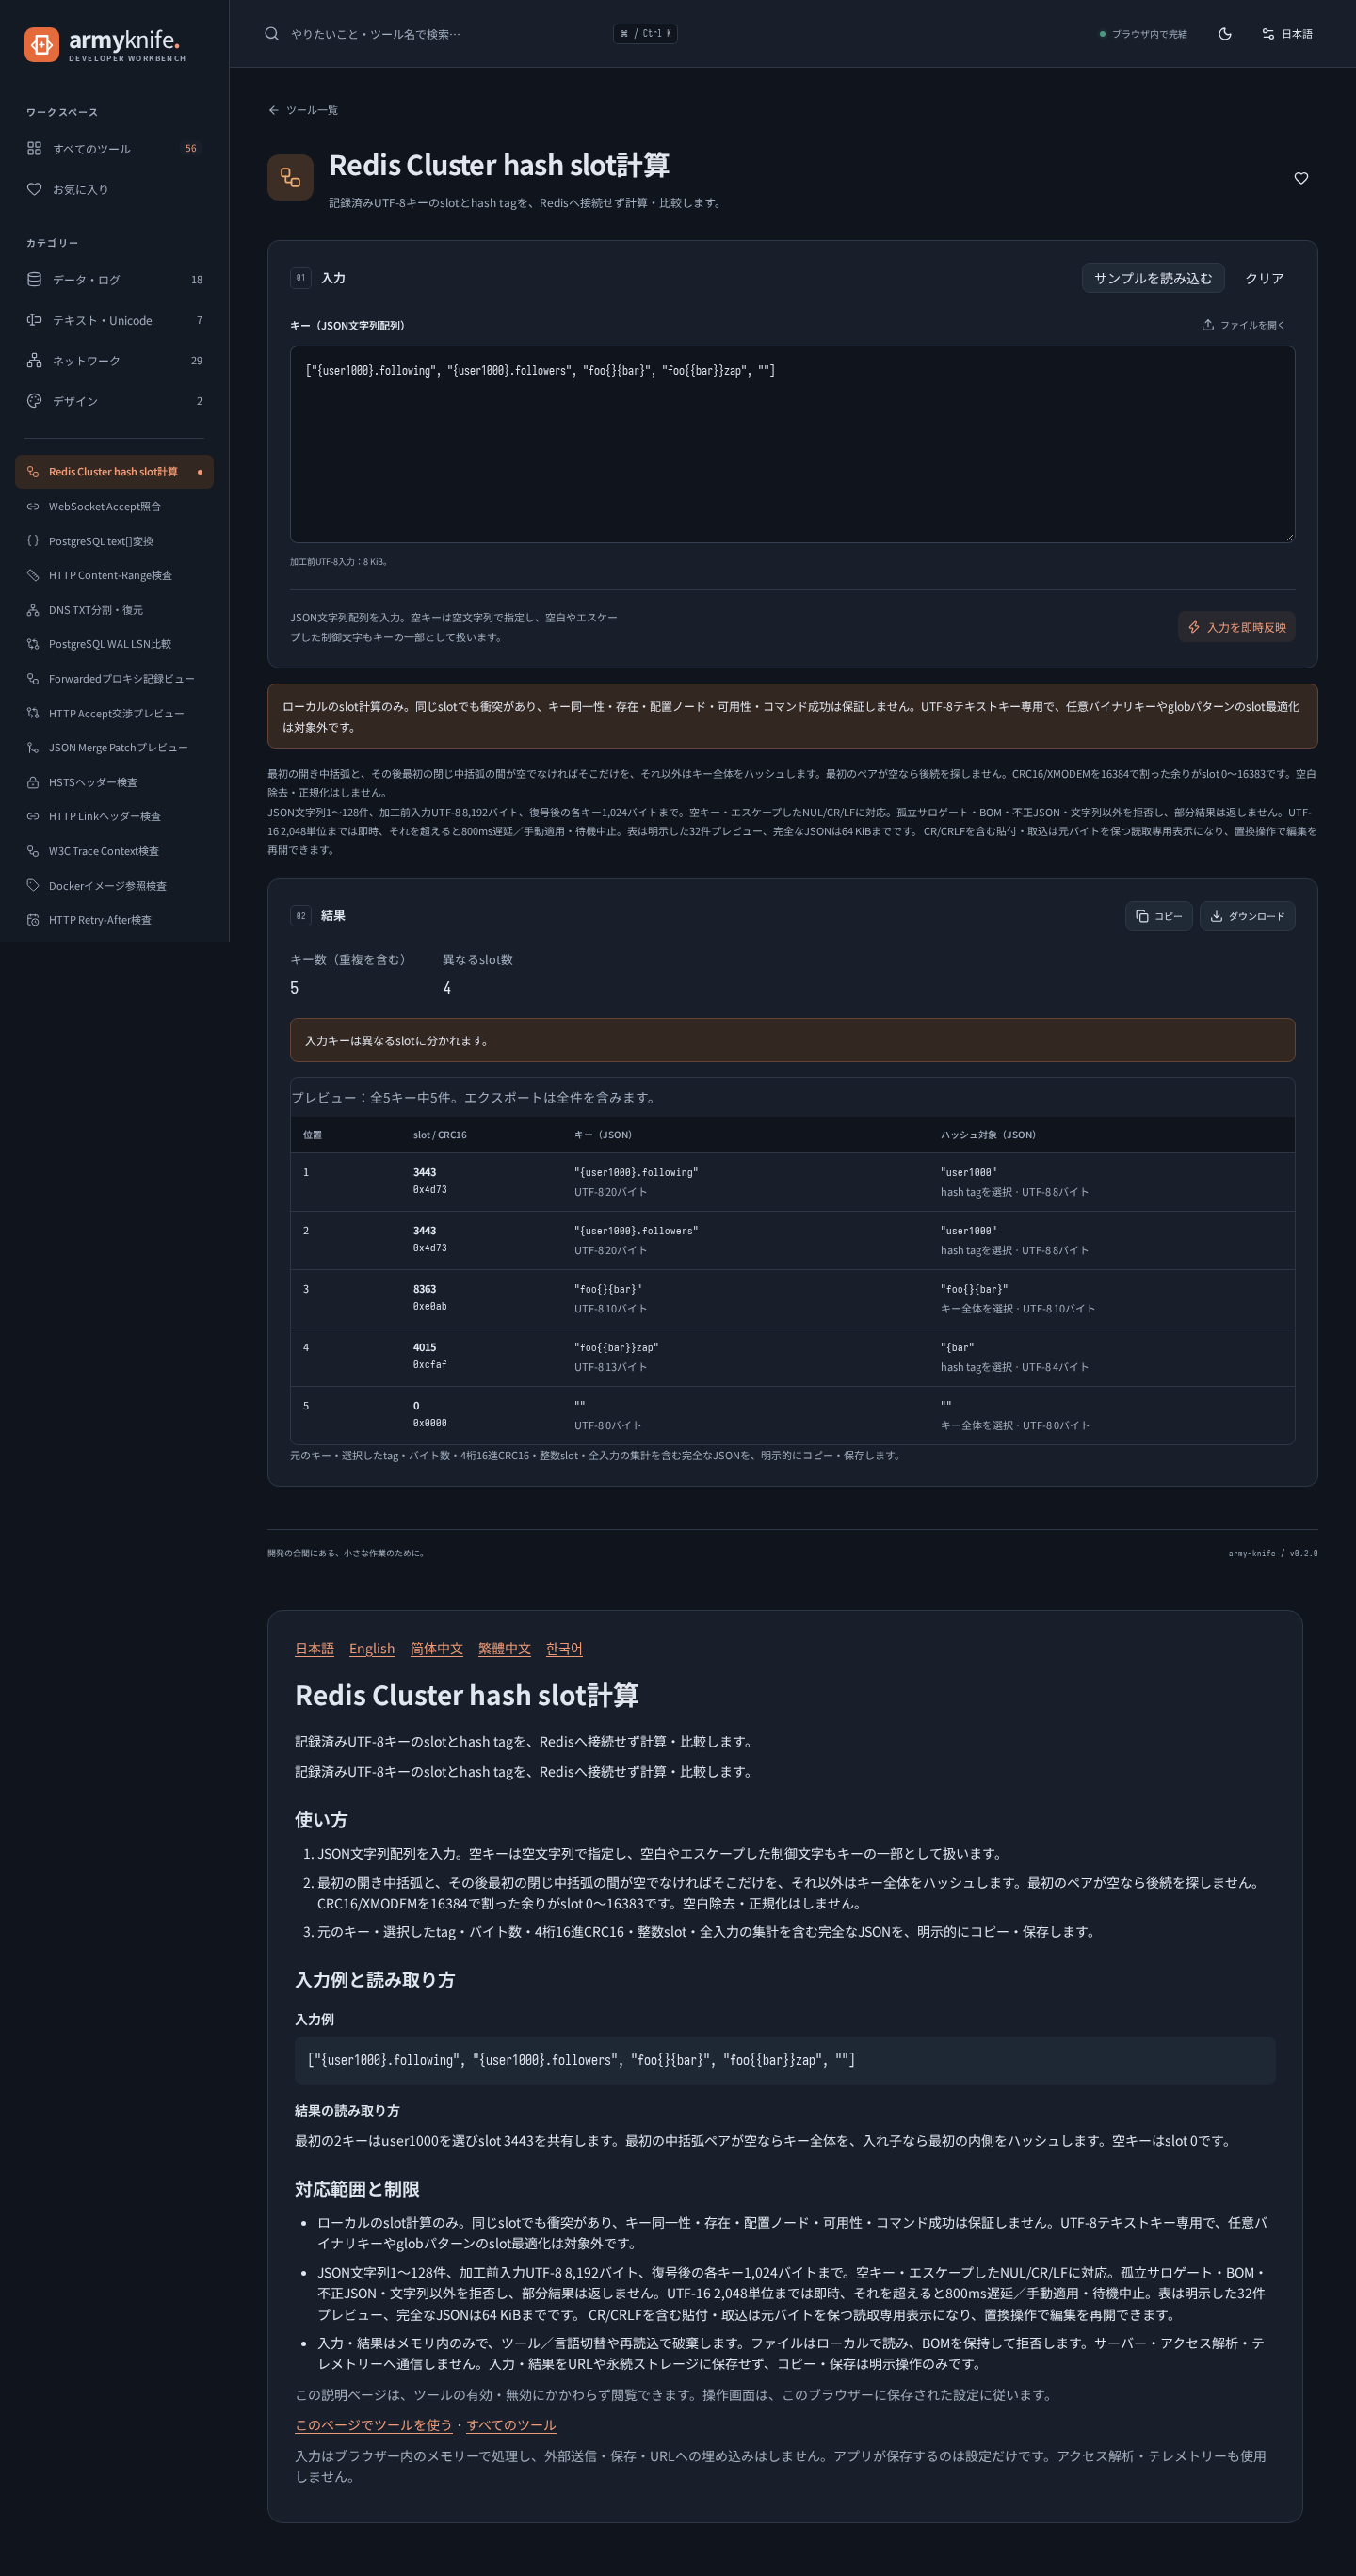 armyknife.
DEVELOPER WORKBENCH
ワークスペース
すべてのツール 56
お気に入り
カテゴリー
データ・ログ 18
テキスト・Unicode 7
ネットワーク 29
デザイン 2
Redis Cluster hash slot計算
WebSocket Accept照合
PostgreSQL text[]変換
HTTP Content-Range検査
DNS TXT分割・復元
PostgreSQL WAL LSN比較
Forwardedプロキシ記録ビュー
HTTP Accept交渉プレビュー
JSON Merge Patchプレビュー
HSTSヘッダー検査
HTTP Linkヘッダー検査
W3C Trace Context検査
Dockerイメージ参照検査
HTTP Retry-After検査
やりたいこと・ツール名で検索… ⌘ / Ctrl K
ブラウザ内で完結
日本語
ツール一覧
Redis Cluster hash slot計算
記録済みUTF-8キーのslotとhash tagを、Redisへ接続せず計算・比較します。
01 入力
サンプルを読み込む クリア
キー（JSON文字列配列）
ファイルを開く
["{user1000}.following", "{user1000}.followers", "foo{}{bar}", "foo{{bar}}zap", ""]
加工前UTF-8入力：8 KiB。
JSON文字列配列を入力。空キーは空文字列で指定し、空白やエスケー
プした制御文字もキーの一部として扱います。
入力を即時反映
ローカルのslot計算のみ。同じslotでも衝突があり、キー同一性・存在・配置ノード・可用性・コマンド成功は保証しません。UTF-8テキストキー専用で、任意バイナリキーやglobパターンのslot最適化
は対象外です。
最初の開き中括弧と、その後最初の閉じ中括弧の間が空でなければそこだけを、それ以外はキー全体をハッシュします。最初のペアが空なら後続を探しません。CRC16/XMODEMを16384で割った余りがslot 0〜16383です。空白
除去・正規化はしません。
JSON文字列1〜128件、加工前入力UTF-8 8,192バイト、復号後の各キー1,024バイトまで。空キー・エスケープしたNUL/CR/LFに対応。孤立サロゲート・BOM・不正JSON・文字列以外を拒否し、部分結果は返しません。UTF-
16 2,048単位までは即時、それを超えると800ms遅延／手動適用・待機中止。表は明示した32件プレビュー、完全なJSONは64 KiBまでです。 CR/CRLFを含む貼付・取込は元バイトを保つ読取専用表示になり、置換操作で編集を
再開できます。
02 結果
コピー ダウンロード
キー数（重複を含む） 異なるslot数
5 4
入力キーは異なるslotに分かれます。
プレビュー：全5キー中5件。エクスポートは全件を含みます。
位置 slot / CRC16 キー（JSON） ハッシュ対象（JSON）
1 3443 "{user1000}.following" "user1000"
0x4d73 UTF-8 20バイト hash tagを選択 · UTF-8 8バイト
2 3443 "{user1000}.followers" "user1000"
0x4d73 UTF-8 20バイト hash tagを選択 · UTF-8 8バイト
3 8363 "foo{}{bar}" "foo{}{bar}"
0xe0ab UTF-8 10バイト キー全体を選択 · UTF-8 10バイト
4 4015 "foo{{bar}}zap" "{bar"
0xcfaf UTF-8 13バイト hash tagを選択 · UTF-8 4バイト
5 0 "" ""
0x0000 UTF-8 0バイト キー全体を選択 · UTF-8 0バイト
元のキー・選択したtag・バイト数・4桁16進CRC16・整数slot・全入力の集計を含む完全なJSONを、明示的にコピー・保存します。
開発の合間にある、小さな作業のために。 army-knife / v0.2.0
日本語 English 简体中文 繁體中文 한국어
Redis Cluster hash slot計算
記録済みUTF-8キーのslotとhash tagを、Redisへ接続せず計算・比較します。
記録済みUTF-8キーのslotとhash tagを、Redisへ接続せず計算・比較します。
使い方
1. JSON文字列配列を入力。空キーは空文字列で指定し、空白やエスケープした制御文字もキーの一部として扱います。
2. 最初の開き中括弧と、その後最初の閉じ中括弧の間が空でなければそこだけを、それ以外はキー全体をハッシュします。最初のペアが空なら後続を探しません。
CRC16/XMODEMを16384で割った余りがslot 0〜16383です。空白除去・正規化はしません。
3. 元のキー・選択したtag・バイト数・4桁16進CRC16・整数slot・全入力の集計を含む完全なJSONを、明示的にコピー・保存します。
入力例と読み取り方
入力例
["{user1000}.following", "{user1000}.followers", "foo{}{bar}", "foo{{bar}}zap", ""]
結果の読み取り方
最初の2キーはuser1000を選びslot 3443を共有します。最初の中括弧ペアが空ならキー全体を、入れ子なら最初の内側をハッシュします。空キーはslot 0です。
対応範囲と制限
• ローカルのslot計算のみ。同じslotでも衝突があり、キー同一性・存在・配置ノード・可用性・コマンド成功は保証しません。UTF-8テキストキー専用で、任意バ
イナリキーやglobパターンのslot最適化は対象外です。
• JSON文字列1〜128件、加工前入力UTF-8 8,192バイト、復号後の各キー1,024バイトまで。空キー・エスケープしたNUL/CR/LFに対応。孤立サロゲート・BOM・
不正JSON・文字列以外を拒否し、部分結果は返しません。UTF-16 2,048単位までは即時、それを超えると800ms遅延／手動適用・待機中止。表は明示した32件
プレビュー、完全なJSONは64 KiBまでです。 CR/CRLFを含む貼付・取込は元バイトを保つ読取専用表示になり、置換操作で編集を再開できます。
• 入力・結果はメモリ内のみで、ツール／言語切替や再読込で破棄します。ファイルはローカルで読み、BOMを保持して拒否します。サーバー・アクセス解析・テ
レメトリーへ通信しません。入力・結果をURLや永続ストレージに保存せず、コピー・保存は明示操作のみです。
この説明ページは、ツールの有効・無効にかかわらず閲覧できます。操作画面は、このブラウザーに保存された設定に従います。
このページでツールを使う · すべてのツール
入力はブラウザー内のメモリーで処理し、外部送信・保存・URLへの埋め込みはしません。アプリが保存するのは設定だけです。アクセス解析・テレメトリーも使用
しません。